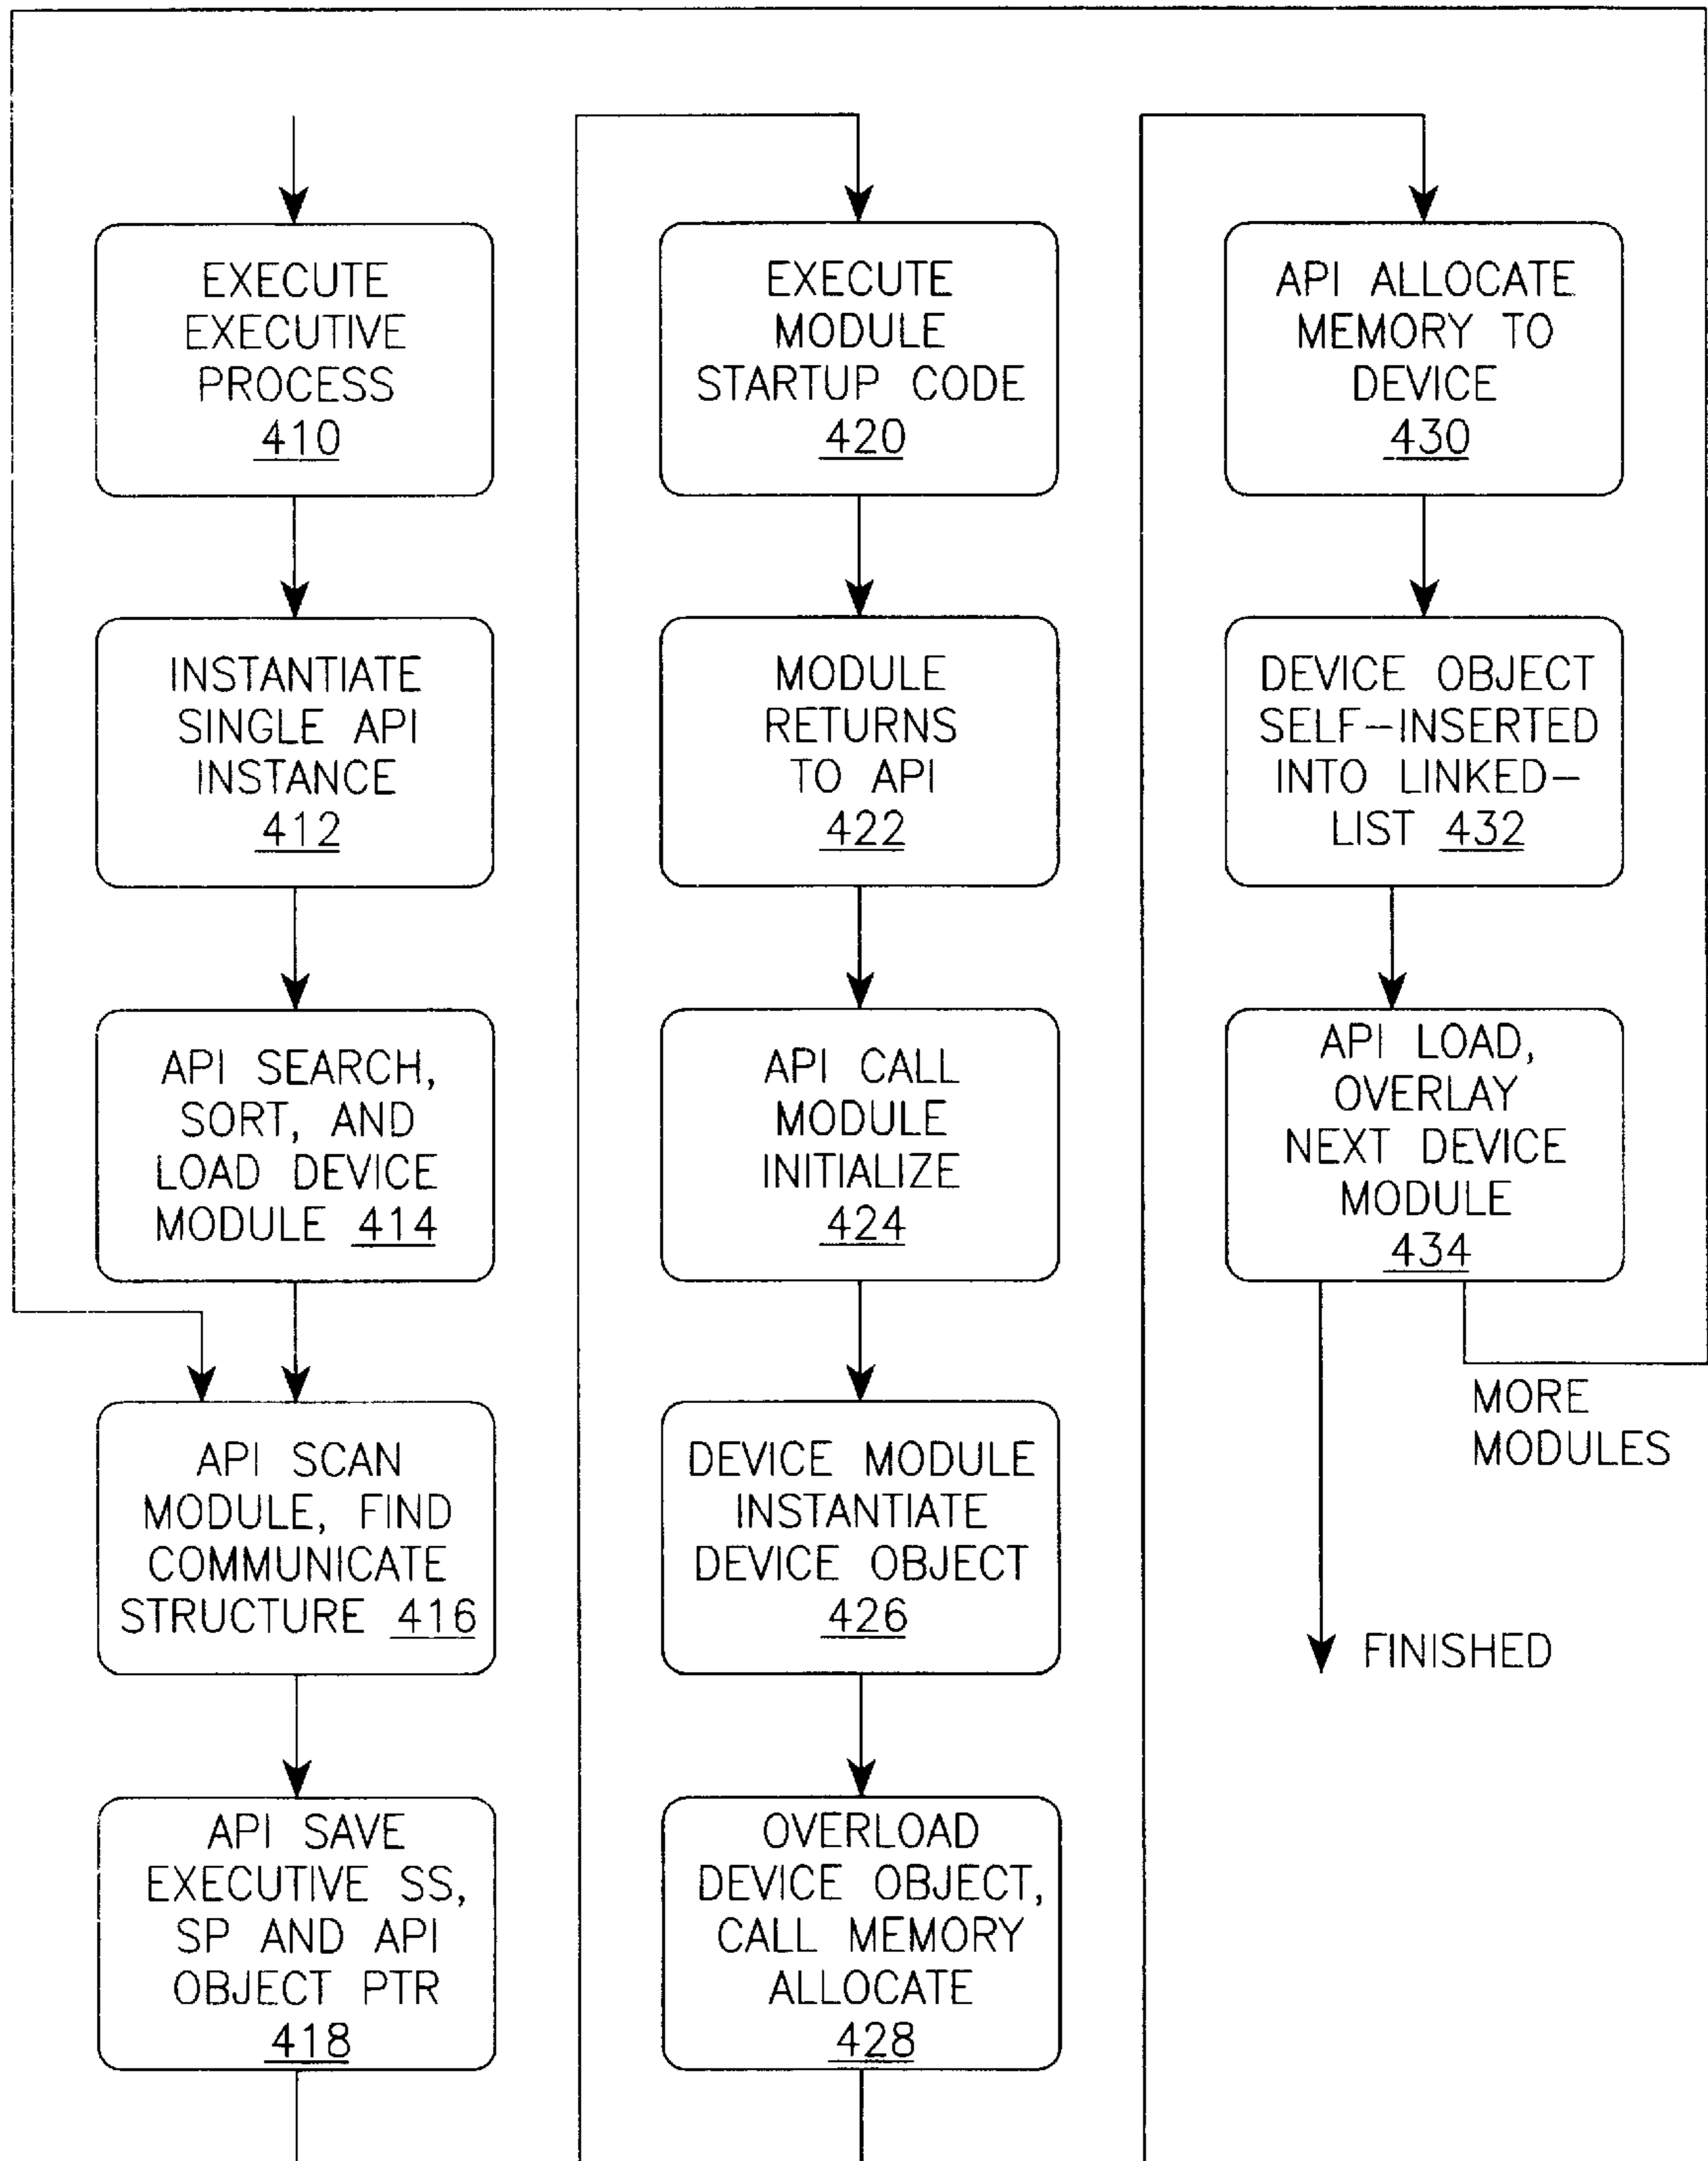 EXECUTE
EXECUTIVE
PROCESS
410
INSTANTIATE
SINGLE API
INSTANCE
412
API SEARCH,
SORT, AND
LOAD DEVICE
MODULE 414
API SCAN
MODULE, FIND
COMMUNICATE
STRUCTURE 416
API SAVE
EXECUTIVE SS,
SP AND API
OBJECT PTR
418
EXECUTE
MODULE
STARTUP CODE
420
MODULE
RETURNS
TO API
422
API CALL
MODULE
INITIALIZE
424
DEVICE MODULE
INSTANTIATE
DEVICE OBJECT
426
OVERLOAD
DEVICE OBJECT,
CALL MEMORY
ALLOCATE
428
API ALLOCATE
MEMORY TO
DEVICE
430
DEVICE OBJECT
SELF-INSERTED
INTO LINKED-
LIST 432
API LOAD,
OVERLAY
NEXT DEVICE
MODULE
434
MORE
MODULES
FINISHED